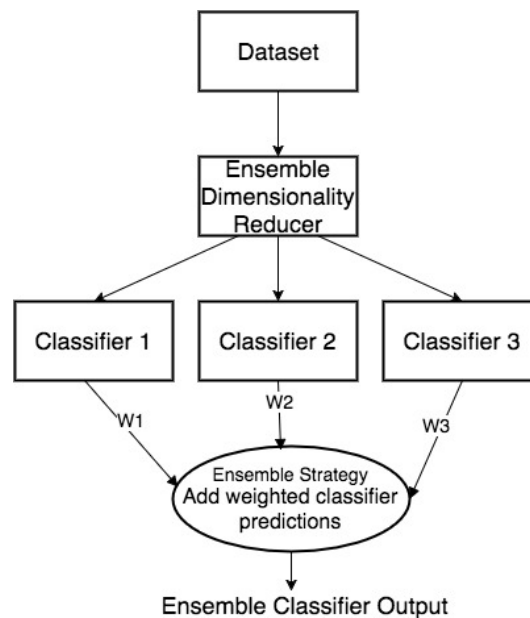 Dataset
Ensemble
Dimensionality
Reducer
Classifier 1
Classifier 2
Classifier 3
W1
W2
W3
Ensemble Strategy
Add weighted classifier
predictions
Ensemble Classifier Output